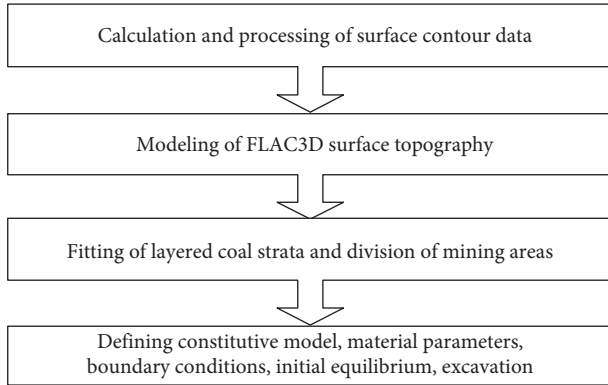 Calculation and processing of surface contour data
Modeling of FLAC3D surface topography
Fitting of layered coal strata and division of mining areas
Defining constitutive model, material parameters,
boundary conditions, initial equilibrium, excavation